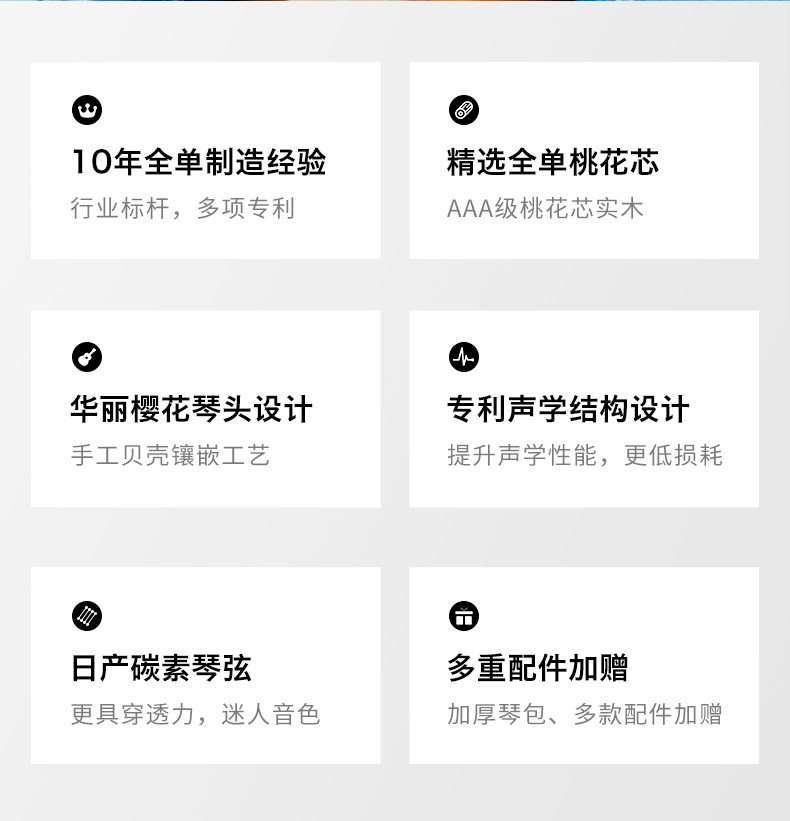 10年全单制造经验
行业标杆，多项专利
精选全单桃花芯
AAA级桃花芯实木
华丽樱花琴头设计
手工贝壳镶嵌工艺
专利声学结构设计
提升声学性能，更低损耗
日产碳素琴弦
更具穿透力，迷人音色
多重配件加赠
加厚琴包、多款配件加赠